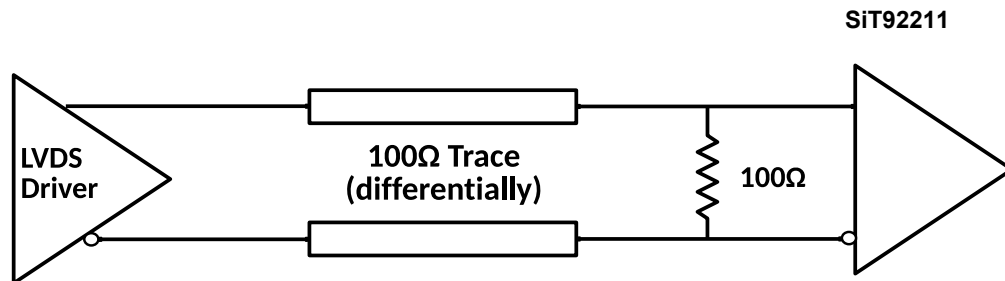 SiT92211
LVDS
Driver
100Ω Trace
(differentially)
100Ω